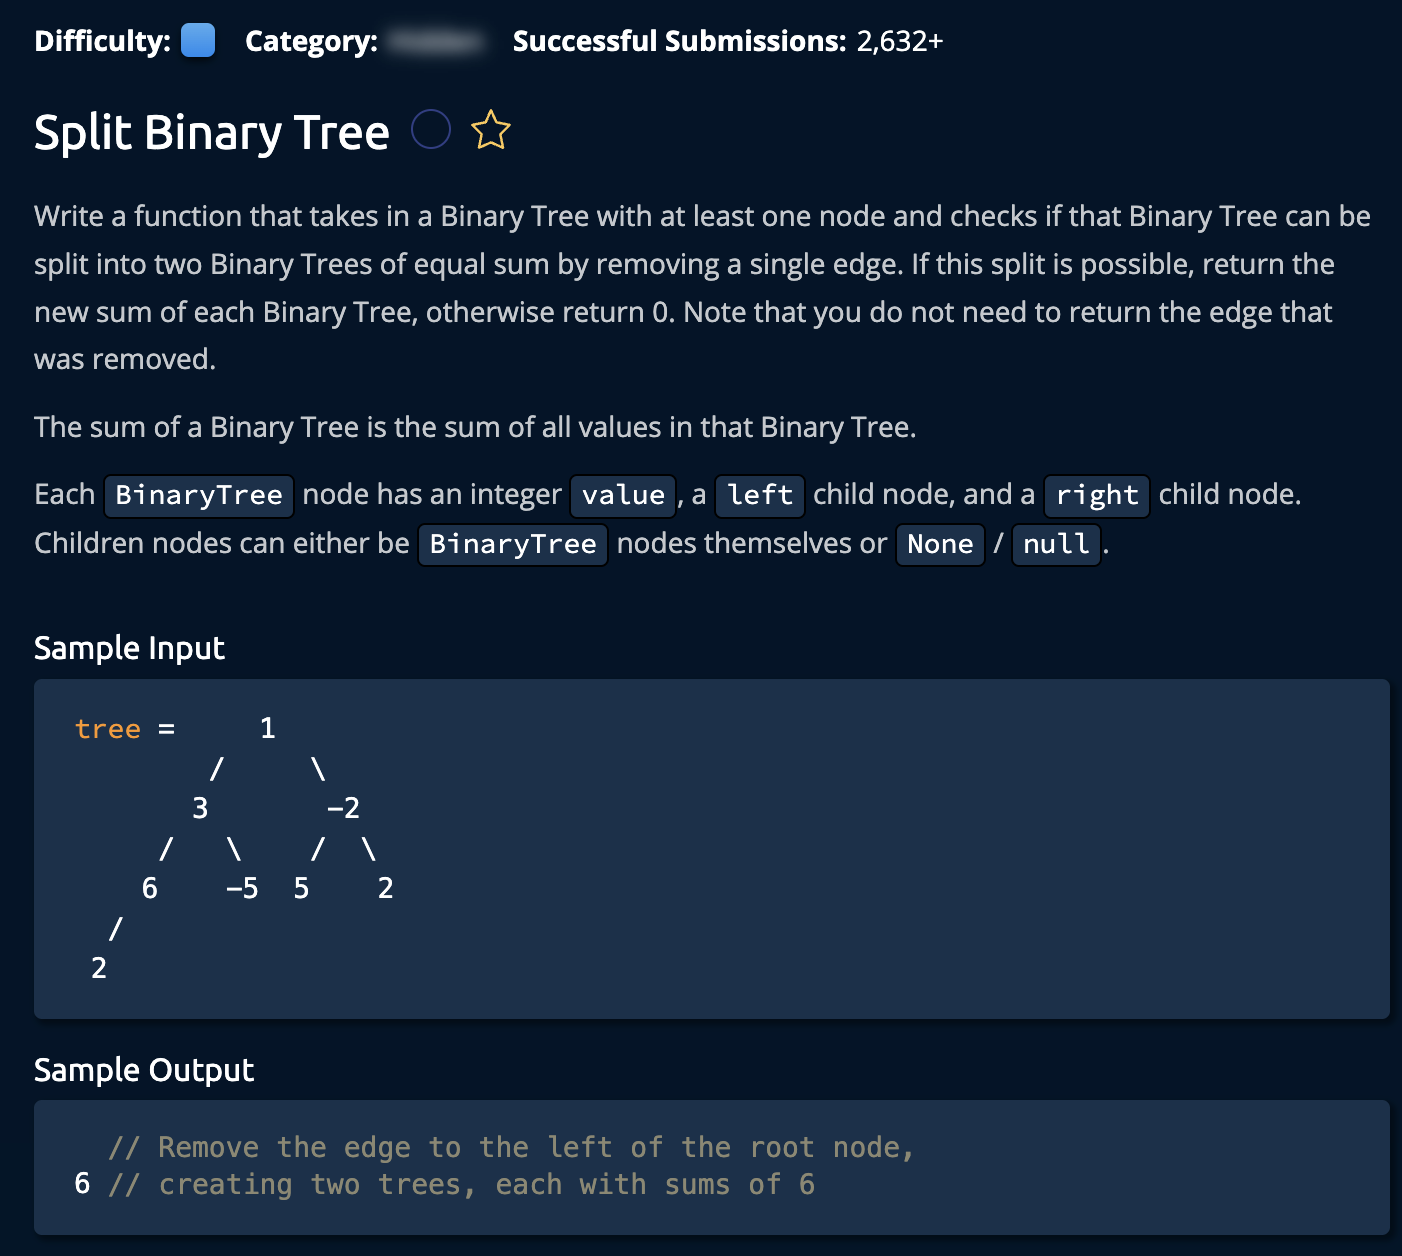 Difficulty: Category: Successful Submissions: 2,632+
Split Binary Tree
Write a function that takes in a Binary Tree with at least one node and checks if that Binary Tree can be
split into two Binary Trees of equal sum by removing a single edge. If this split is possible, return the
new sum of each Binary Tree, otherwise return 0. Note that you do not need to return the edge that
was removed.
The sum of a Binary Tree is the sum of all values in that Binary Tree.
Each BinaryTree node has an integer value, a left child node, and a right child node.
Children nodes can either be BinaryTree nodes themselves or None / null.
Sample Input
tree =     1
        /     \
       3       -2
     /   \    /  \
    6    -5  5    2
  /
 2
Sample Output
// Remove the edge to the left of the root node,
6 // creating two trees, each with sums of 6